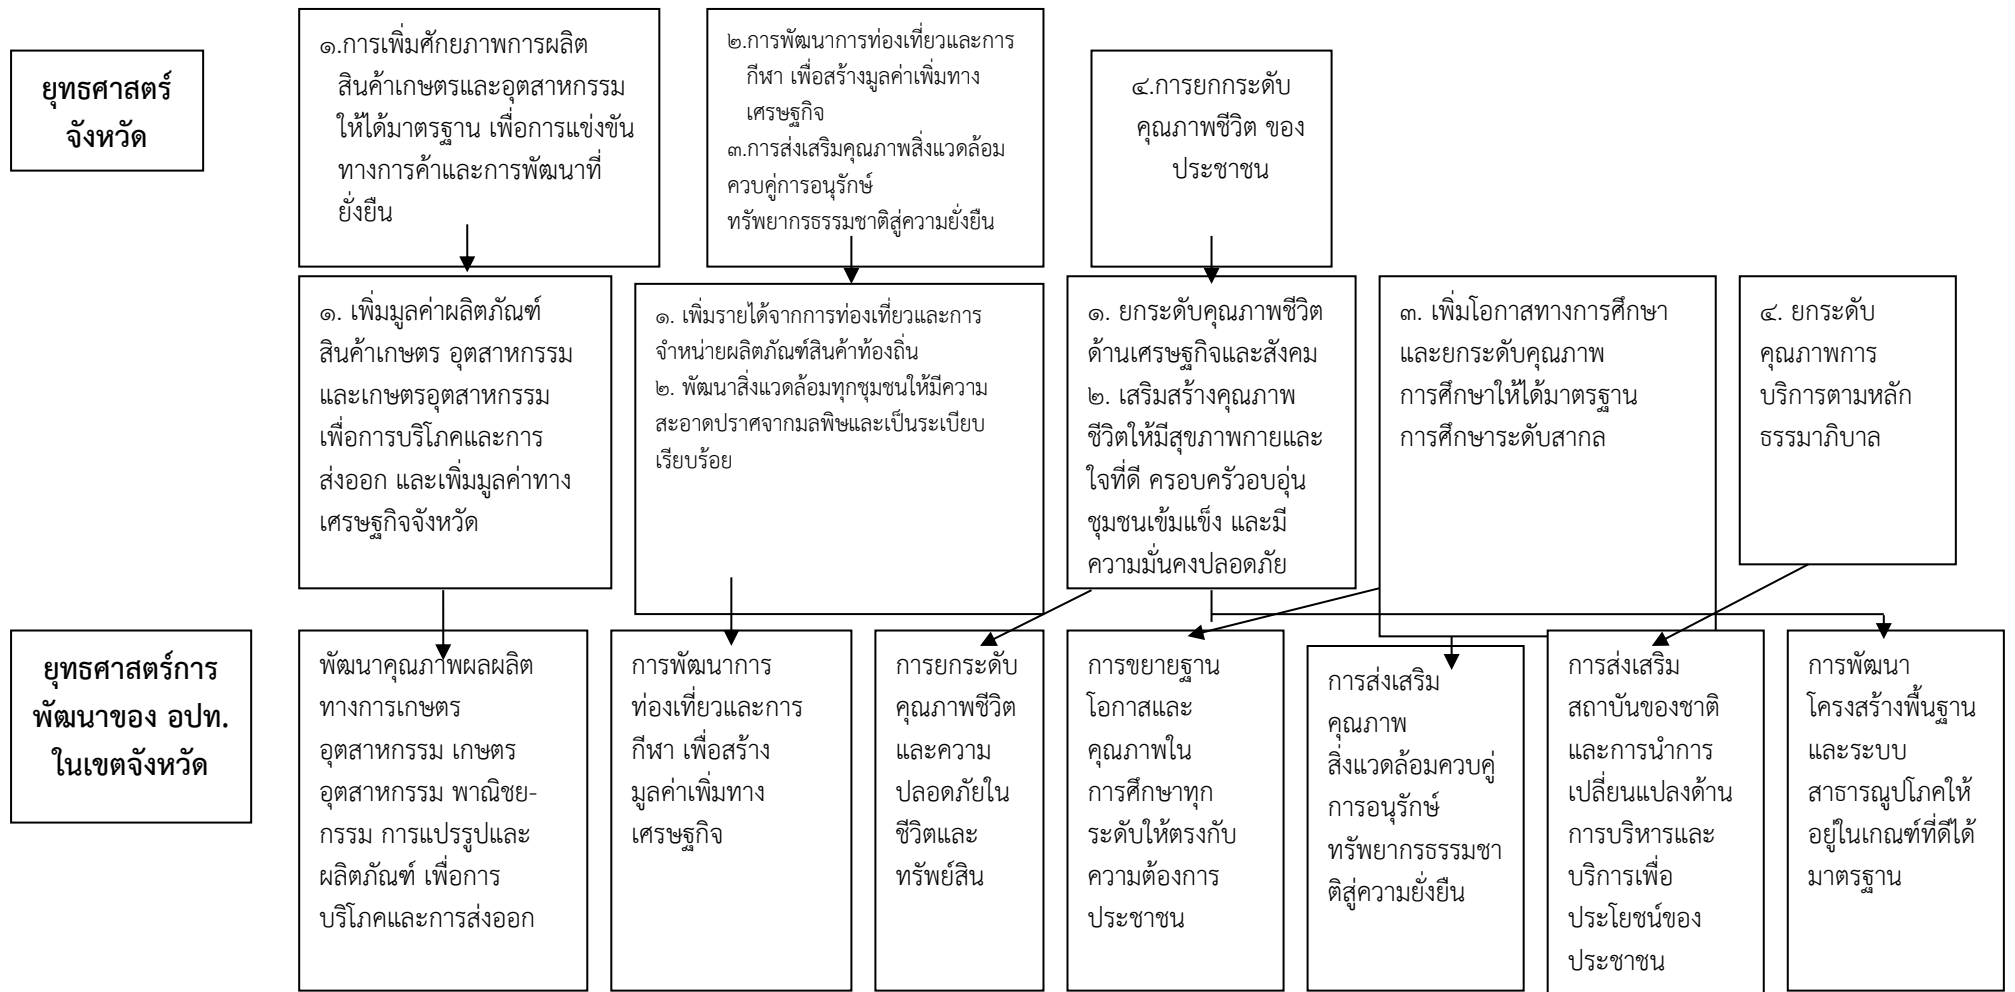 ยุทธศาสตร์
จังหวัด
๑.การเพิ่มศักยภาพการผลิต
สินค้าเกษตรและอุตสาหกรรม
ให้ได้มาตรฐาน เพื่อการแข่งขัน
ทางการค้าและการพัฒนาที่
ยั่งยืน
๒.การพัฒนาการท่องเที่ยวและการ
กีฬา เพื่อสร้างมูลค่าเพิ่มทาง
เศรษฐกิจ
๓.การส่งเสริมคุณภาพสิ่งแวดล้อม
ควบคู่การอนุรักษ์
ทรัพยากรธรรมชาติสู่ความยั่งยืน
๔.การยกกระดับ
คุณภาพชีวิต ของ
ประชาชน
๑. เพิ่มมูลค่าผลิตภัณฑ์
สินค้าเกษตร อุตสาหกรรม
และเกษตรอุตสาหกรรม
เพื่อการบริโภคและการ
ส่งออก และเพิ่มมูลค่าทาง
เศรษฐกิจจังหวัด
๑. เพิ่มรายได้จากการท่องเที่ยวและการ
จำหน่ายผลิตภัณฑ์สินค้าท้องถิ่น
๒. พัฒนาสิ่งแวดล้อมทุกชุมชนให้มีความ
สะอาดปราศจากมลพิษและเป็นระเบียบ
เรียบร้อย
๑. ยกระดับคุณภาพชีวิต
ด้านเศรษฐกิจและสังคม
๒. เสริมสร้างคุณภาพ
ชีวิตให้มีสุขภาพกายและ
ใจที่ดี ครอบครัวอบอุ่น
ชุมชนเข้มแข็ง และมี
ความมั่นคงปลอดภัย
๓. เพิ่มโอกาสทางการศึกษา
และยกระดับคุณภาพ
การศึกษาให้ได้มาตรฐาน
การศึกษาระดับสากล
๔. ยกระดับ
คุณภาพการ
บริการตามหลัก
ธรรมาภิบาล
ยุทธศาสตร์การ
พัฒนาของ อปท.
ในเขตจังหวัด
พัฒนาคุณภาพผลผลิต
ทางการเกษตร
อุตสาหกรรม เกษตร
อุตสาหกรรม พาณิชย-
กรรม การแปรรูปและ
ผลิตภัณฑ์ เพื่อการ
บริโภคและการส่งออก
การพัฒนาการ
ท่องเที่ยวและการ
กีฬา เพื่อสร้าง
มูลค่าเพิ่มทาง
เศรษฐกิจ
การยกระดับ
คุณภาพชีวิต
และความ
ปลอดภัยใน
ชีวิตและ
ทรัพย์สิน
การขยายฐาน
โอกาสและ
คุณภาพใน
การศึกษาทุก
ระดับให้ตรงกับ
ความต้องการ
ประชาชน
การส่งเสริม
คุณภาพ
สิ่งแวดล้อมควบคู่
การอนุรักษ์
ทรัพยากรธรรมชา
ติสู่ความยั่งยืน
การส่งเสริม
สถาบันของชาติ
และการนำการ
เปลี่ยนแปลงด้าน
การบริหารและ
บริการเพื่อ
ประโยชน์ของ
ประชาชน
การพัฒนา
โครงสร้างพื้นฐาน
และระบบ
สาธารณูปโภคให้
อยู่ในเกณฑ์ที่ดีได้
มาตรฐาน